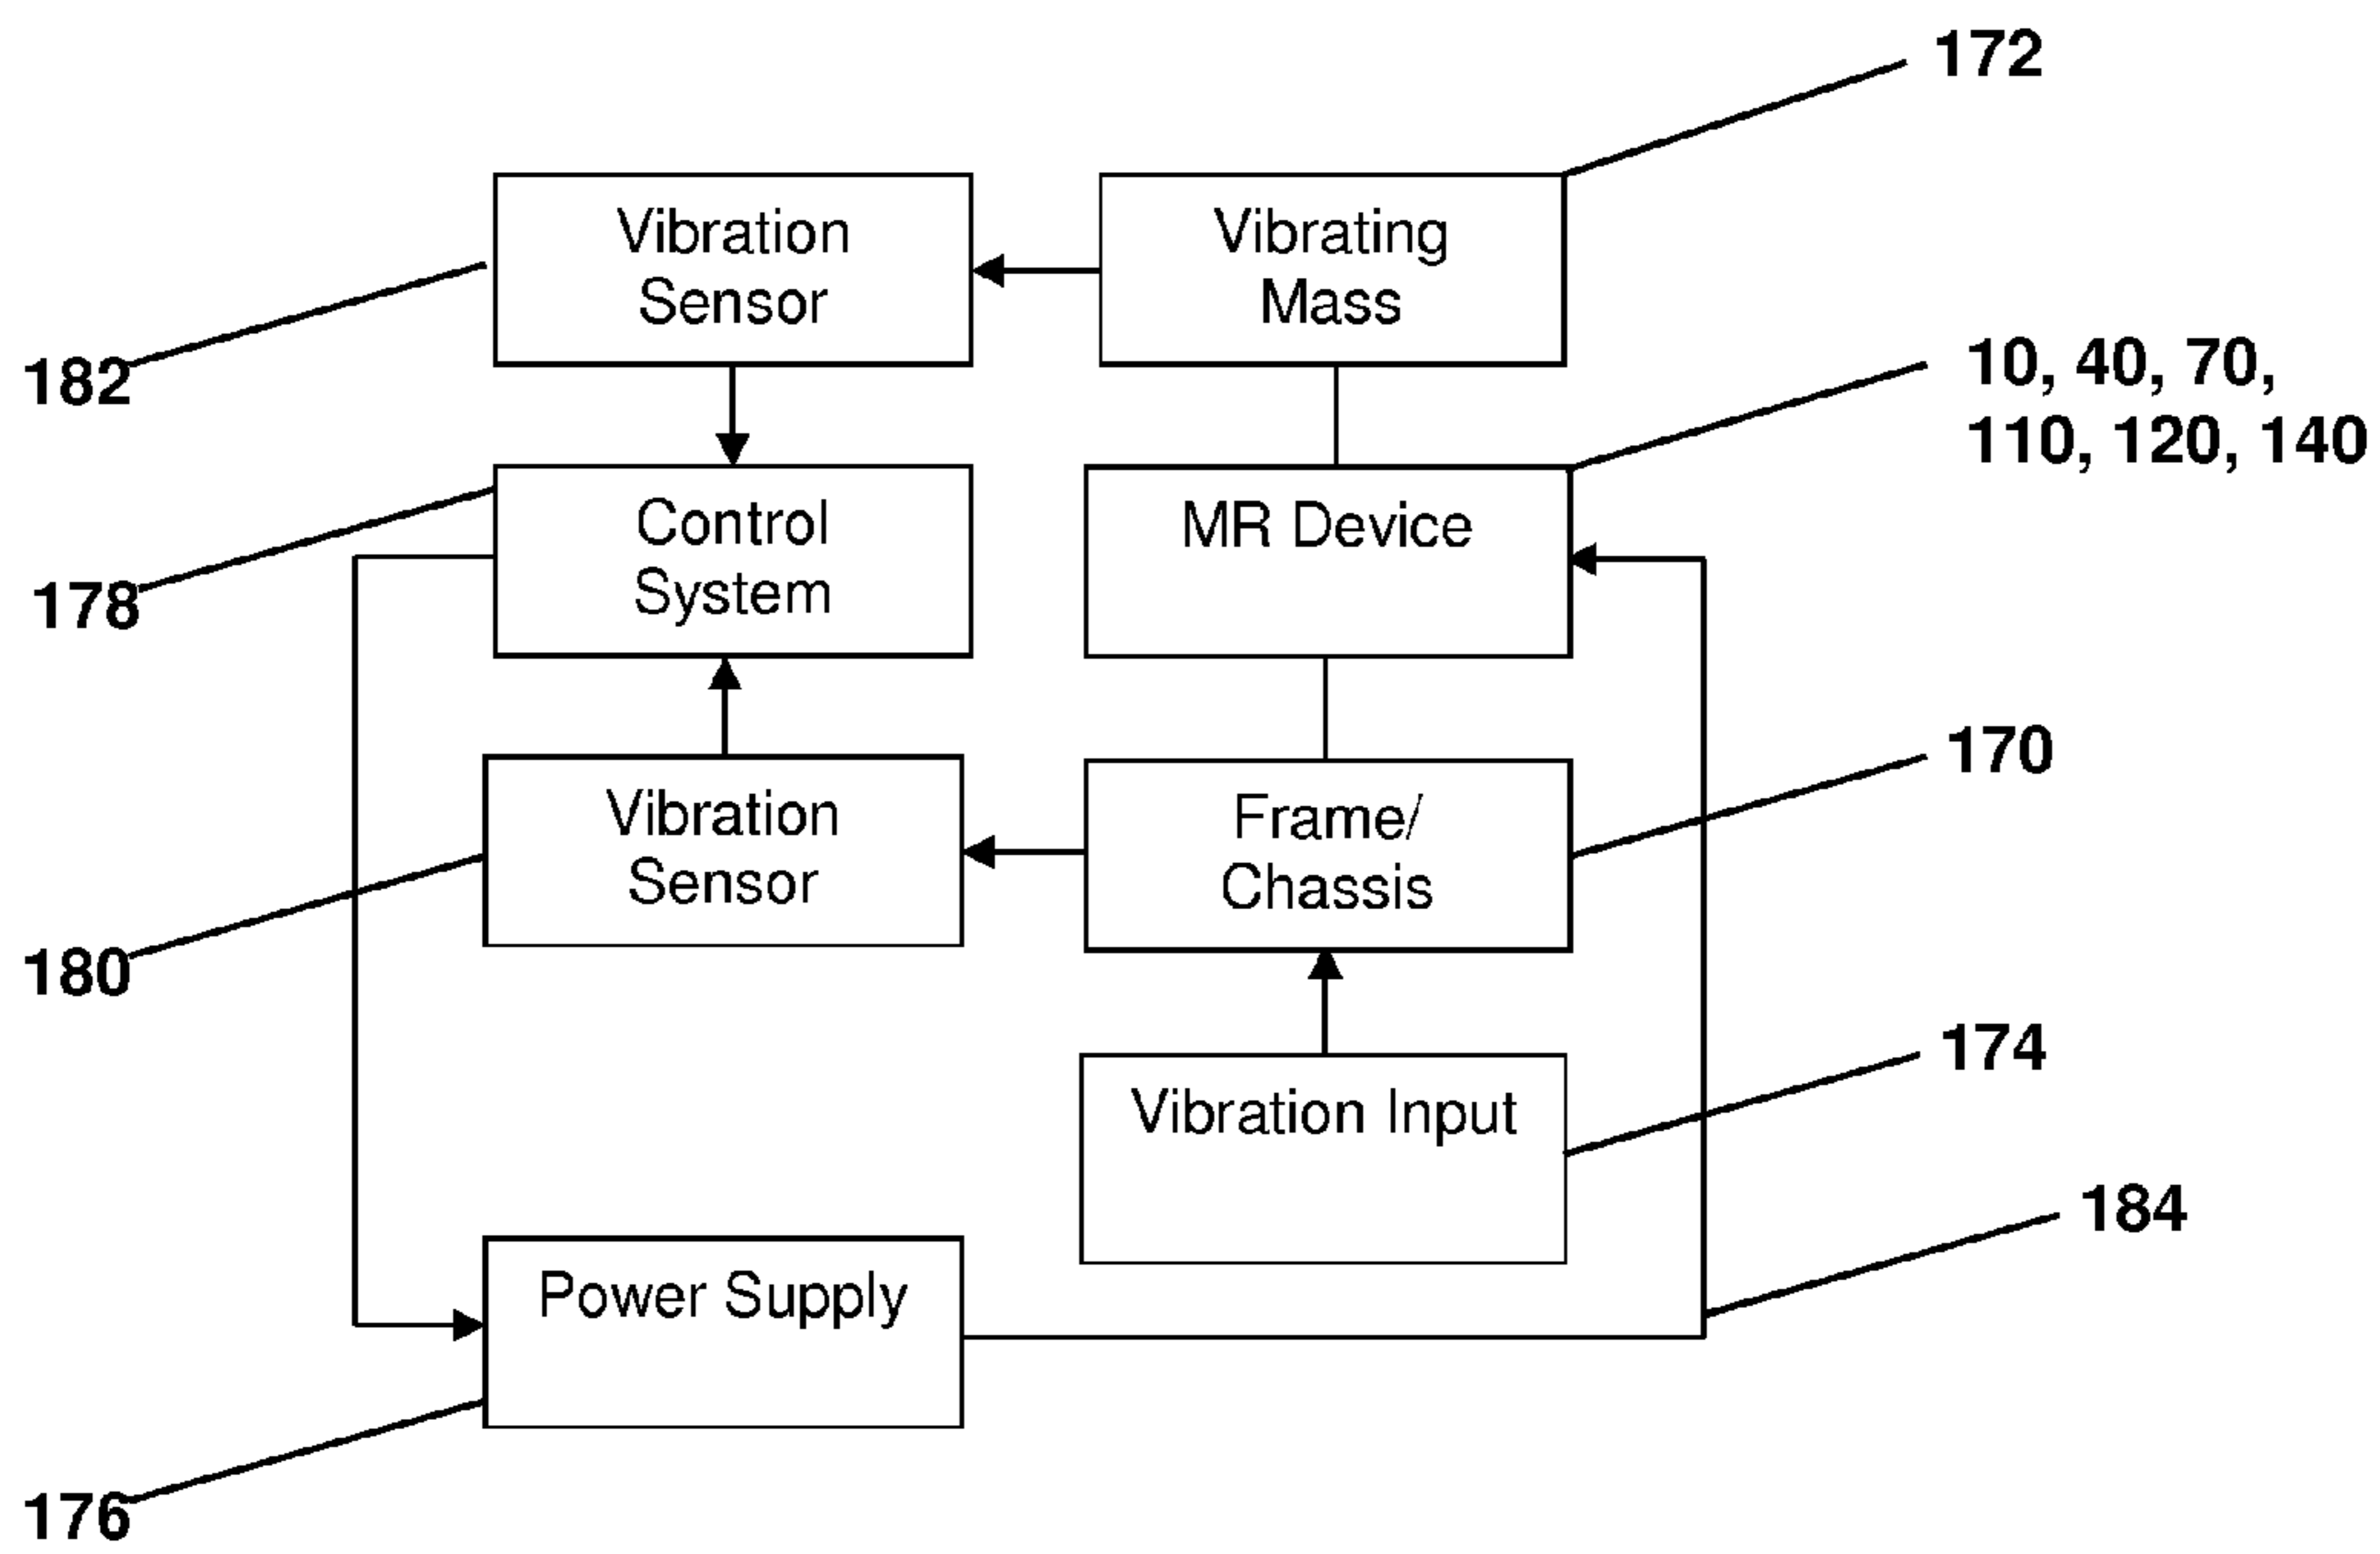 172
Vibration
Sensor
Vibrating
Mass
182
10, 40, 70,
110, 120, 140
Control
System
MR Device
178
170
Vibration
Sensor
Frame/
Chassis
180
174
Vibration Input
184
Power Supply
176